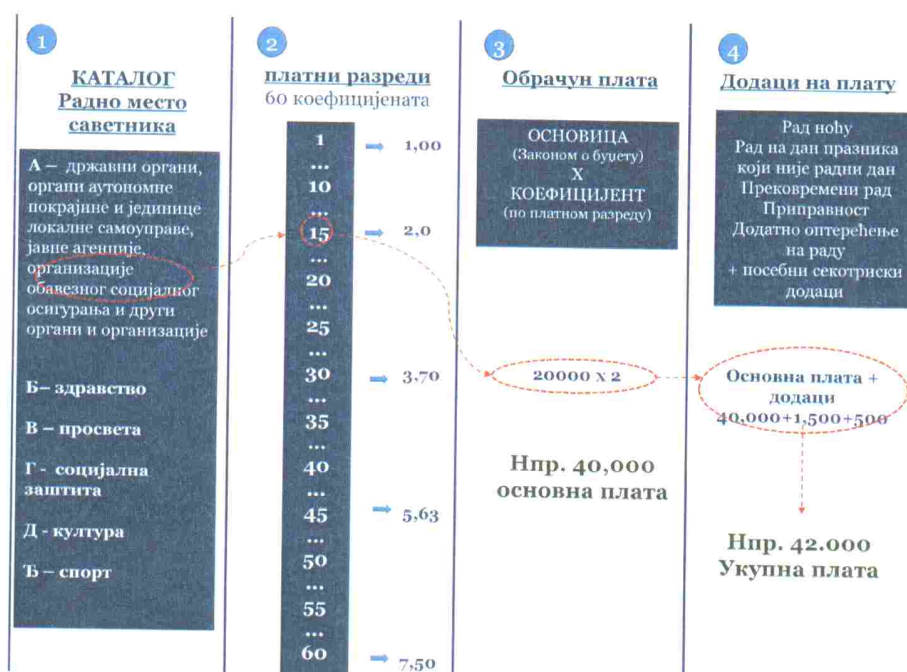 1
КАТАЛОГ
Радно место
саветника
А – државни органи,
органи аутономне
покрајине и јединице
локалне самоуправе,
јавне агенције,
организације
обавезног социјалног
осигурања и други
органи и организације
Б– здравство
В – просвета
Г - социјална
заштита
Д - култура
Ђ – спорт
2
платни разреди
60 коефицијената
1
...
10
...
15
...
20
...
25
...
30
...
35
...
40
...
45
...
50
...
55
...
60
1,00
2,0
3,70
5,63
7,50
3
Обрачун плата
ОСНОВИЦА
(Законом о буџету)
X
КОЕФИЦИЈЕНТ
(по платном разреду)
20000 x 2
Нпр. 40,000
основна плата
4
Додаци на плату
Рад ноћу
Рад на дан празника
који није радни дан
Прековремени рад
Приправност
Додатно оптерећење
на раду
+ посебни секотриски
додаци
Основна плата +
додаци
40,000+1,500+500
Нпр. 42.000
Укупна плата